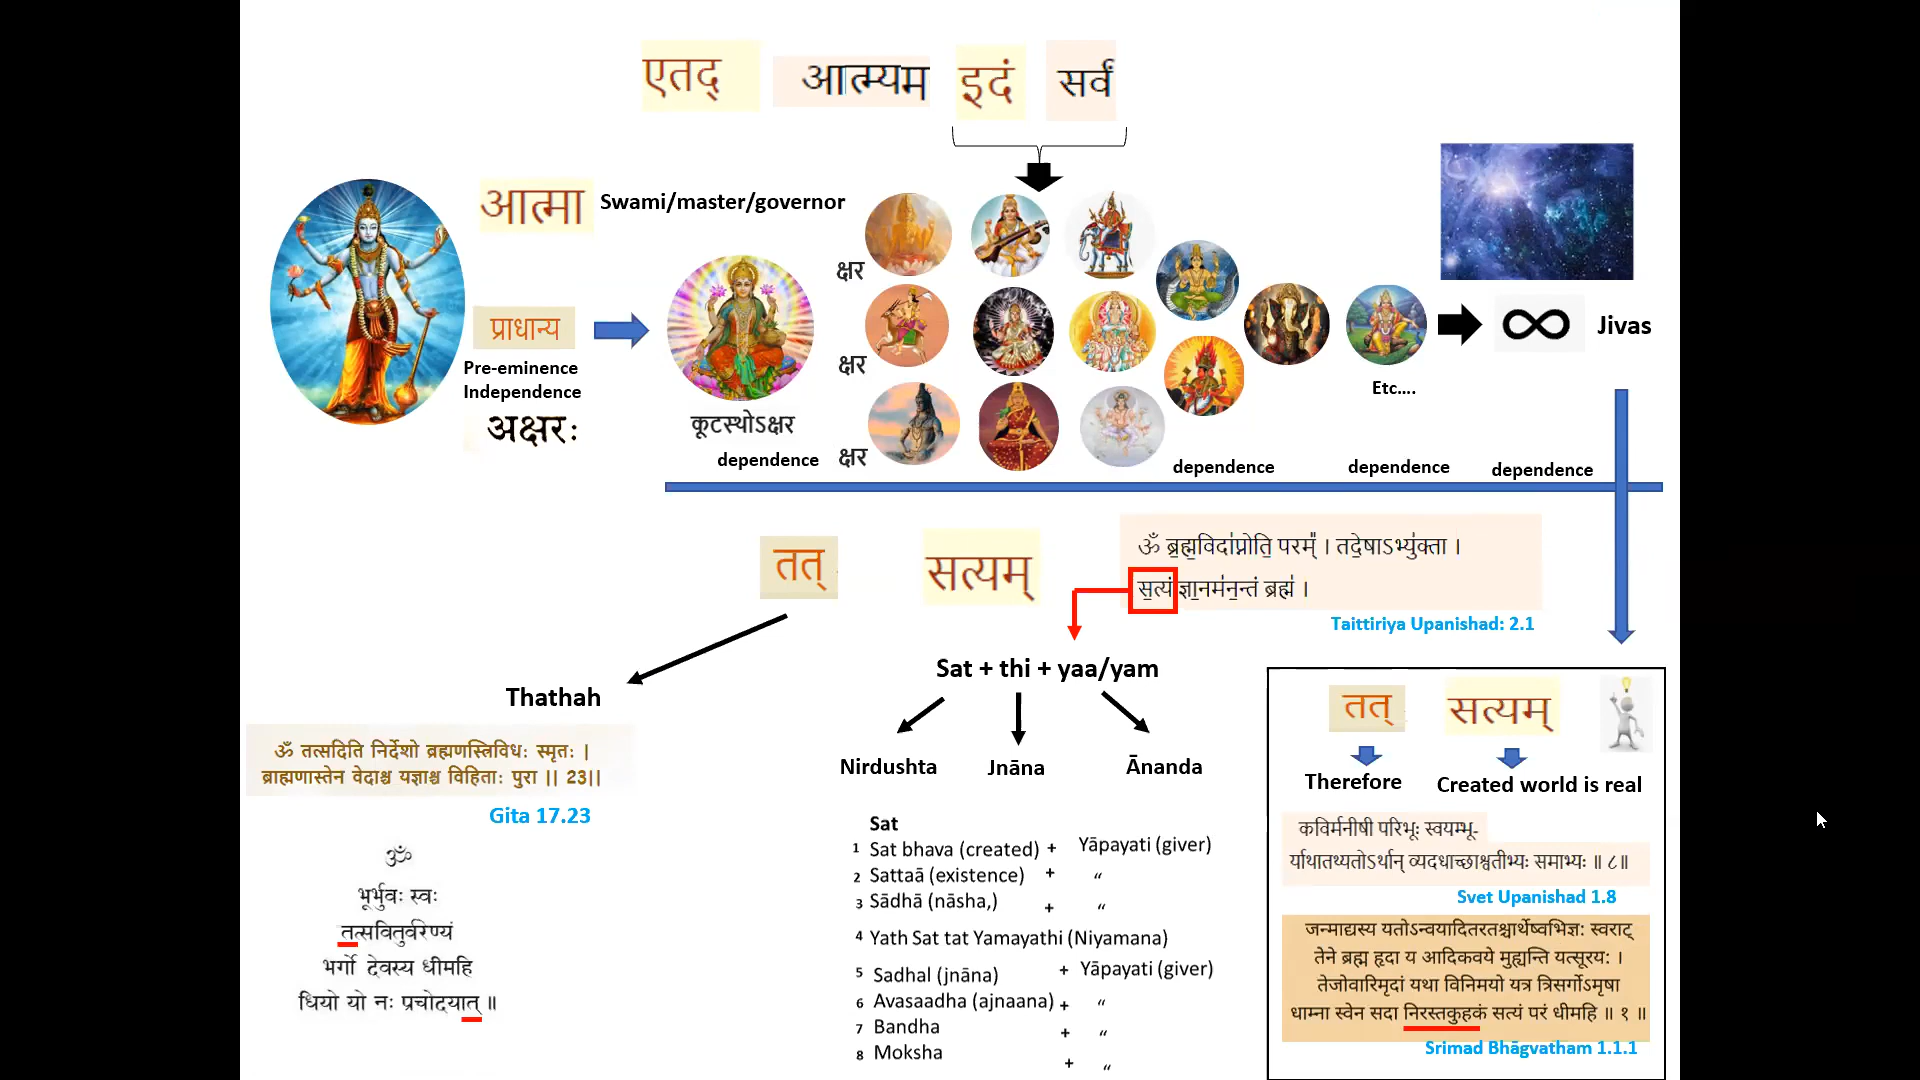 एतद् आत्म्यम इदं सर्वं
आत्मा Swami/master/governor
प्राधान्य
Pre-eminence
Independence
अक्षरः
कूटस्थोऽक्षर
dependence
क्षर
क्षर
क्षर
Etc....
dependence
dependence
dependence
∞ Jivas
तत् सत्यम्
ॐ ब्र॒ह्म॒विदा᳚प्नोति॒ परम्᳚ । तदे॒षाऽभ्यु॑क्ता ।
स॒त्यं ज्ञा॒नम॑न॒न्तं ब्रह्म॑ ।
Taittiriya Upanishad: 2.1
Thathah
ॐ तत्सदिति निर्देशो ब्रह्मणस्त्रिविधः स्मृतः |
ब्राह्मणास्तेन वेदाश्च यज्ञाश्च विहिताः पुरा || 23||
Gita 17.23
ॐ
भूर्भुवः स्वः
तत्सवितुर्वरेण्यं
भर्गो देवस्य धीमहि
धियो यो नः प्रचोदयात् ॥
Sat + thi + yaa/yam
Nirdushta Jnāna Ānanda
Sat
1 Sat bhava (created) + Yāpayati (giver)
2 Sattaā (existence) + “
3 Sādhā (nāsha,) + “
4 Yath Sat tat Yamayathi (Niyamana)
5 Sadhal (jnāna) + Yāpayati (giver)
6 Avasaadha (ajnaana) + “
7 Bandha + “
8 Moksha + “
तत् सत्यम्
Therefore Created world is real
कविर्मनीषी परिभूः स्वयम्भू-
र्याथातथ्यतोऽर्थान् व्यदधाच्छाश्वतीभ्यः समाभ्यः ॥ ८॥
Svet Upanishad 1.8
जन्माद्यस्य यतोऽन्वयादितरतश्चार्थेष्वभिज्ञः स्वराट्
तेने ब्रह्म हृदा य आदिकवये मुह्यन्ति यत्सूरयः ।
तेजोवारिमृदां यथा विनिमयो यत्र त्रिसर्गोऽमृषा
धाम्ना स्वेन सदा निरस्तकुहकं सत्यं परं धीमहि ॥ १ ॥
Srimad Bhāgvatham 1.1.1